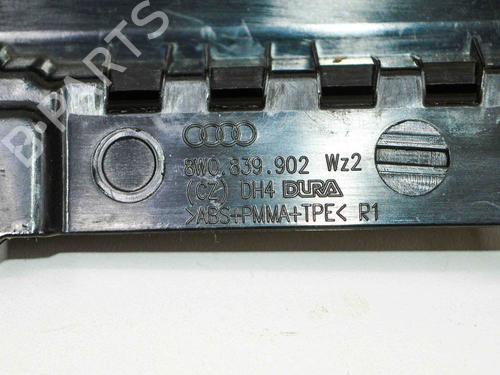 B-PARTS
8W0.839.902 Wz2
(CZ) DH4 DURA
>ABS+PMMA+TPE< R1